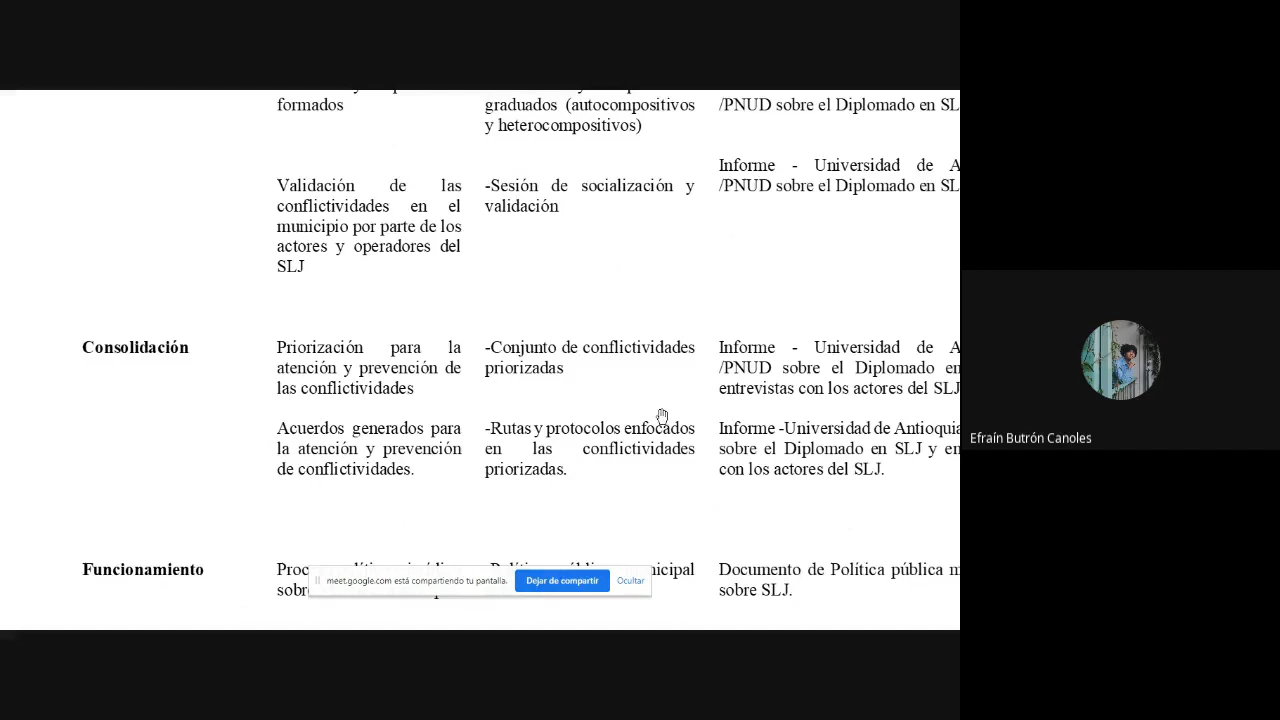 formados
graduados (autocompositivos
y heterocompositivos)
/PNUD sobre el Diplomado en SL
Validación de las
conflictividades en el
municipio por parte de los
actores y operadores del
SLJ
-Sesión de socialización y
validación
Informe - Universidad de A
/PNUD sobre el Diplomado en SL
Consolidación
Priorización para la
atención y prevención de
las conflictividades
-Conjunto de conflictividades
priorizadas
Informe - Universidad de A
/PNUD sobre el Diplomado en
entrevistas con los actores del SLJ
Acuerdos generados para
la atención y prevención
de conflictividades.
-Rutas y protocolos enfocados
en las conflictividades
priorizadas.
Informe -Universidad de Antioquia
sobre el Diplomado en SLJ y en
con los actores del SLJ.
Funcionamiento
Documento de Política pública m
sobre SLJ.
meet.google.com está compartiendo tu pantalla.
Dejar de compartir
Ocultar
Efraín Butrón Canoles